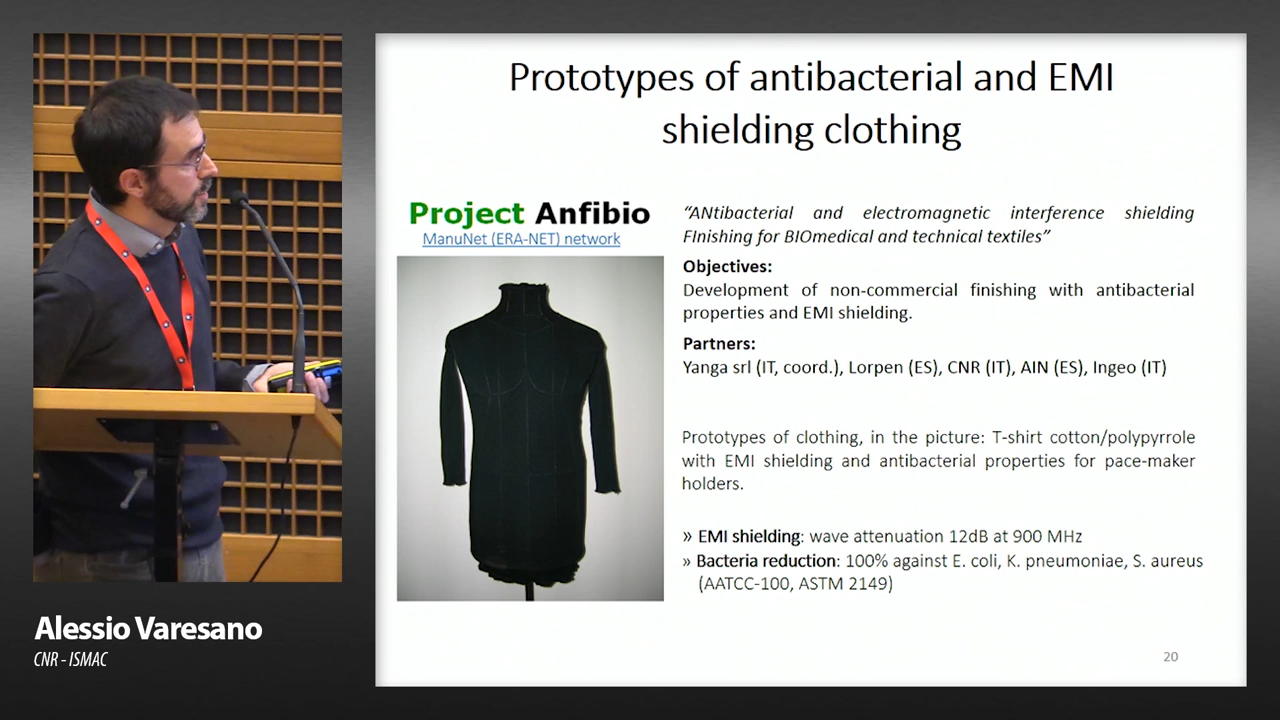 Prototypes of antibacterial and EMI
shielding clothing
Project Anfibio
ManuNet (ERA-NET) network
“ANtibacterial and electromagnetic interference shielding
FInishing for BIOmedical and technical textiles”
Objectives:
Development of non-commercial finishing with antibacterial
properties and EMI shielding.
Partners:
Yanga srl (IT, coord.), Lorpen (ES), CNR (IT), AIN (ES), Ingeo (IT)
Prototypes of clothing, in the picture: T-shirt cotton/polypyrrole
with EMI shielding and antibacterial properties for pace-maker
holders.
» EMI shielding: wave attenuation 12dB at 900 MHz
» Bacteria reduction: 100% against E. coli, K. pneumoniae, S. aureus
(AATCC-100, ASTM 2149)
20
Alessio Varesano
CNR - ISMAC